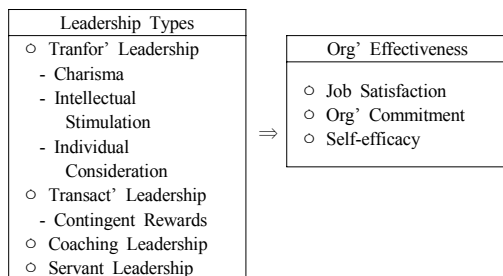 Leadership Types
○ Tranfor' Leadership
- Charisma
- Intellectual
Stimulation
- Individual
Consideration
○ Transact' Leadership
- Contingent Rewards
○ Coaching Leadership
○ Servant Leadership
⇒
Org' Effectiveness
○ Job Satisfaction
○ Org' Commitment
○ Self-efficacy